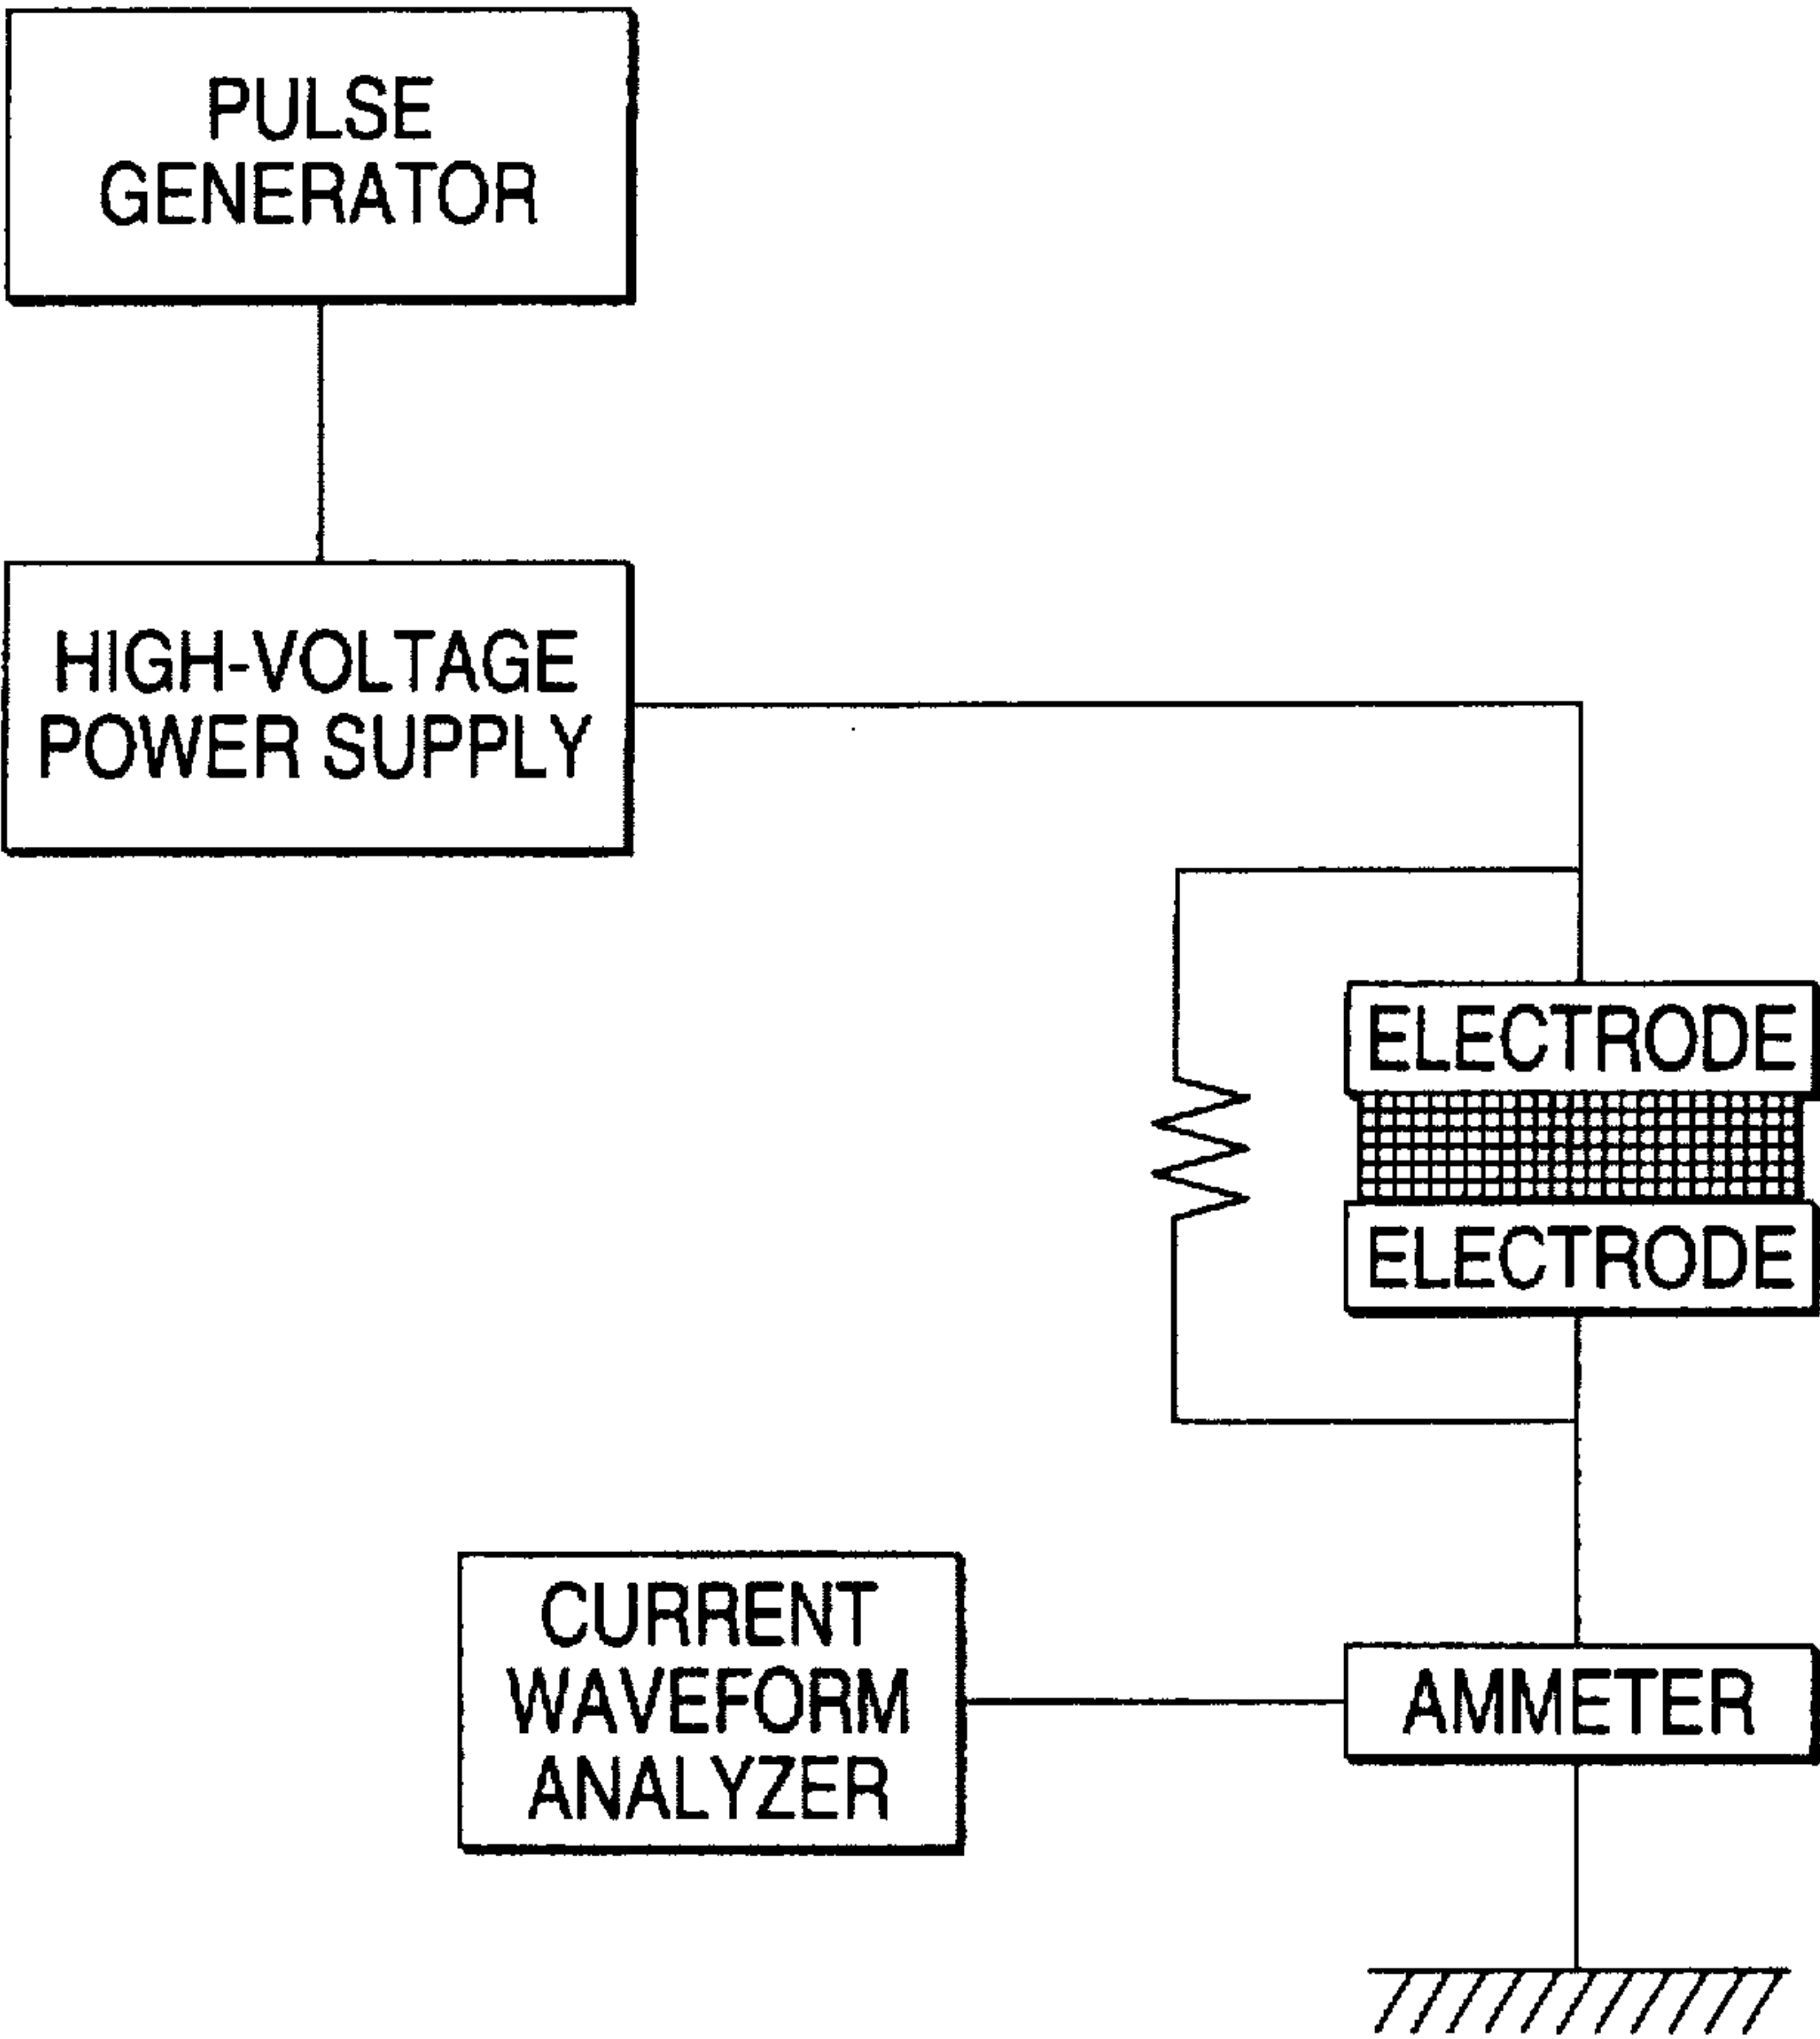 PULSE
GENERATOR
HIGH-VOLTAGE
POWER SUPPLY
ELECTRODE
ELECTRODE
CURRENT
WAVEFORM
ANALYZER
AMMETER